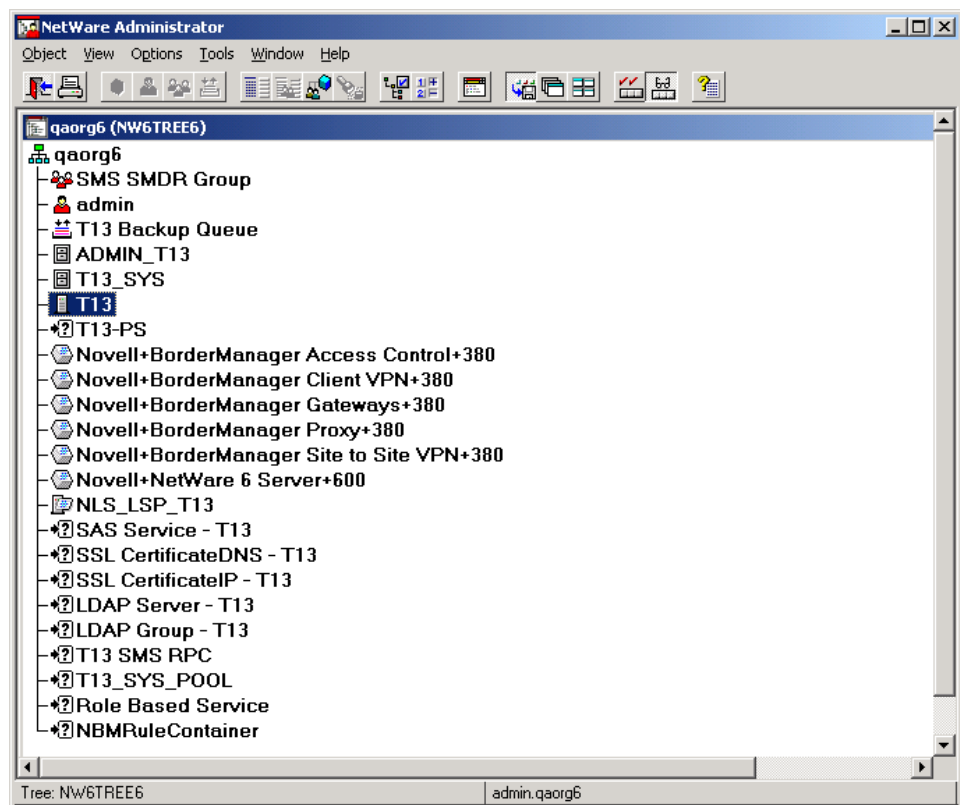 NetWare Administrator
Object View Options Tools Window Help
qaorg6 (NW6TREE6)
qaorg6
SMS SMDR Group
admin
T13 Backup Queue
ADMIN_T13
T13_SYS
T13
T13-PS
Novell+BorderManager Access Control+380
Novell+BorderManager Client VPN+380
Novell+BorderManager Gateways+380
Novell+BorderManager Proxy+380
Novell+BorderManager Site to Site VPN+380
Novell+NetWare 6 Server+600
NLS_LSP_T13
SAS Service - T13
SSL CertificateDNS - T13
SSL CertificateIP - T13
LDAP Server - T13
LDAP Group - T13
T13 SMS RPC
T13_SYS_POOL
Role Based Service
NBMRuleContainer
Tree: NW6TREE6 admin.qaorg6